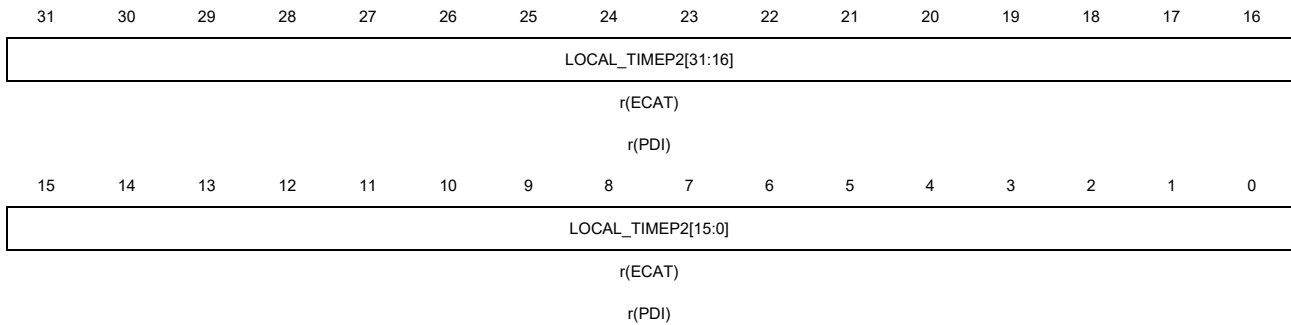 31 30 29 28 27 26 25 24 23 22 21 20 19 18 17 16
LOCAL_TIMEP2[31:16]
r(ECAT)
r(PDI)
15 14 13 12 11 10 9 8 7 6 5 4 3 2 1 0
LOCAL_TIMEP2[15:0]
r(ECAT)
r(PDI)